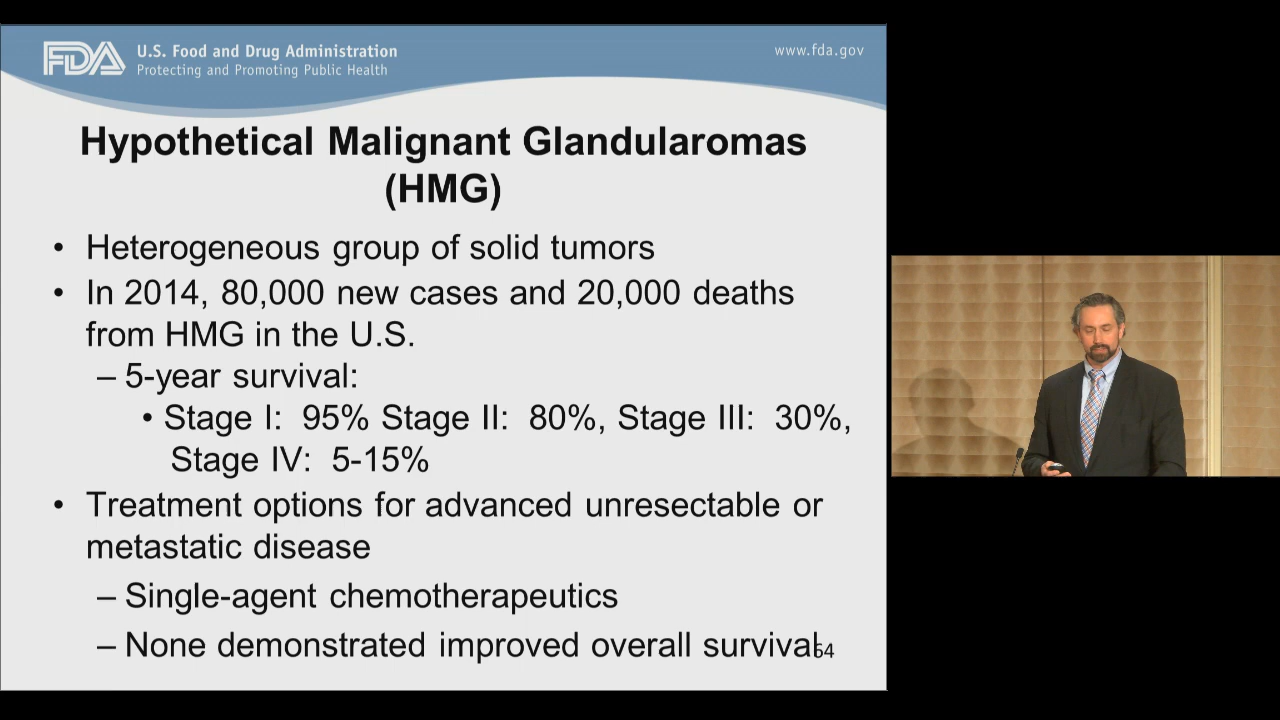 FDA U.S. Food and Drug Administration
Protecting and Promoting Public Health
www.fda.gov
Hypothetical Malignant Glandularomas
(HMG)
• Heterogeneous group of solid tumors
• In 2014, 80,000 new cases and 20,000 deaths
from HMG in the U.S.
– 5-year survival:
• Stage I: 95% Stage II: 80%, Stage III: 30%,
Stage IV: 5-15%
• Treatment options for advanced unresectable or
metastatic disease
– Single-agent chemotherapeutics
– None demonstrated improved overall survival
64